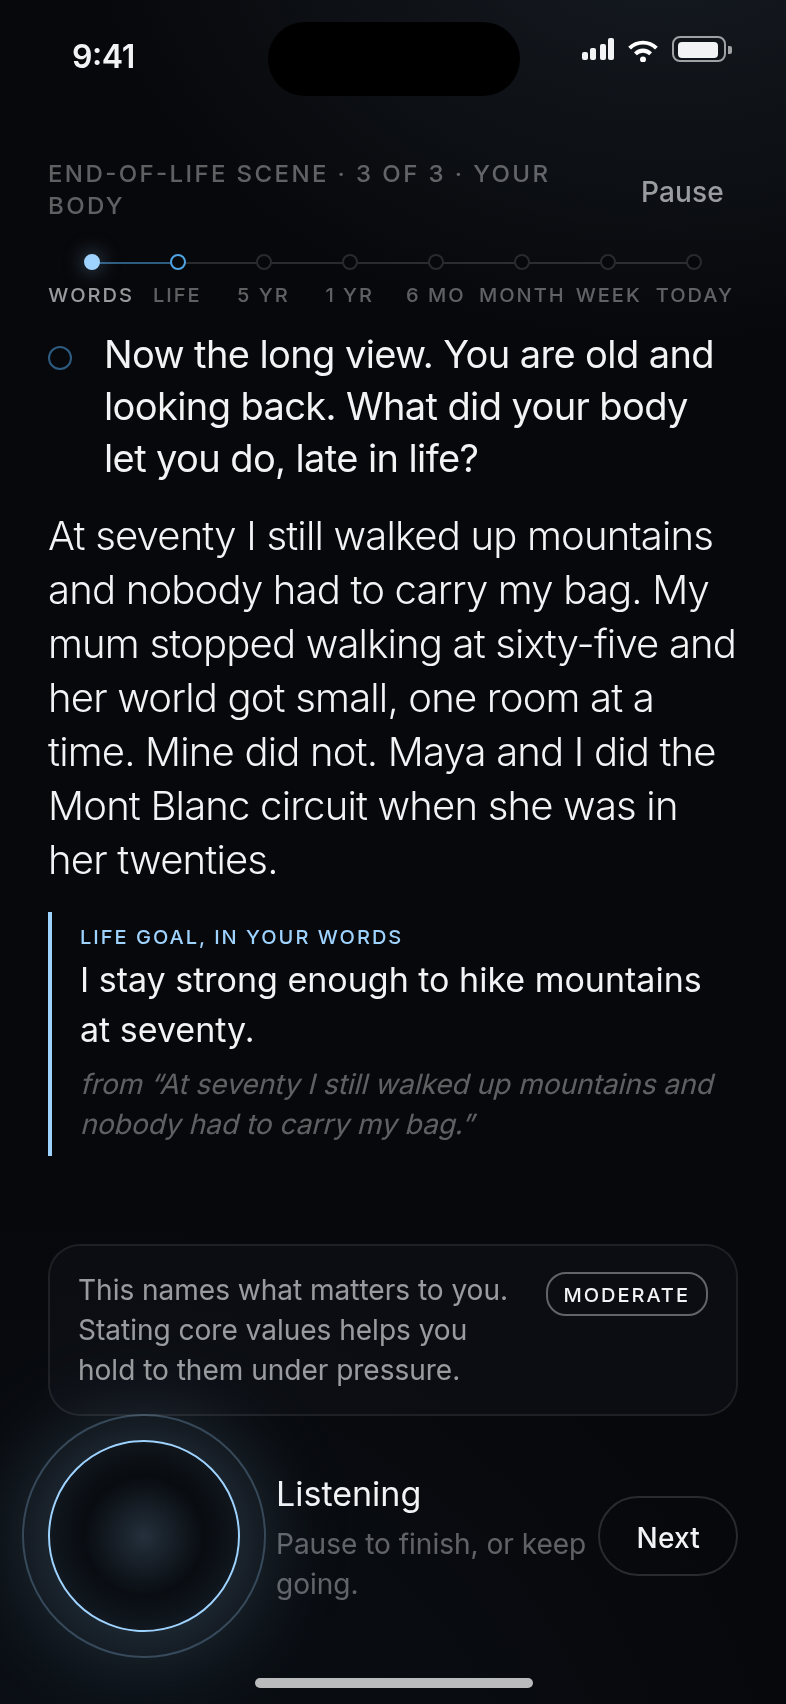 9:41
END-OF-LIFE SCENE · 3 OF 3 · YOUR
BODY
Pause
WORDS LIFE 5 YR 1 YR 6 MO MONTH WEEK TODAY
Now the long view. You are old and
looking back. What did your body
let you do, late in life?
At seventy I still walked up mountains
and nobody had to carry my bag. My
mum stopped walking at sixty-five and
her world got small, one room at a
time. Mine did not. Maya and I did the
Mont Blanc circuit when she was in
her twenties.
LIFE GOAL, IN YOUR WORDS
I stay strong enough to hike mountains
at seventy.
from “At seventy I still walked up mountains and
nobody had to carry my bag.”
This names what matters to you.
Stating core values helps you
hold to them under pressure.
MODERATE
Listening
Pause to finish, or keep
going.
Next